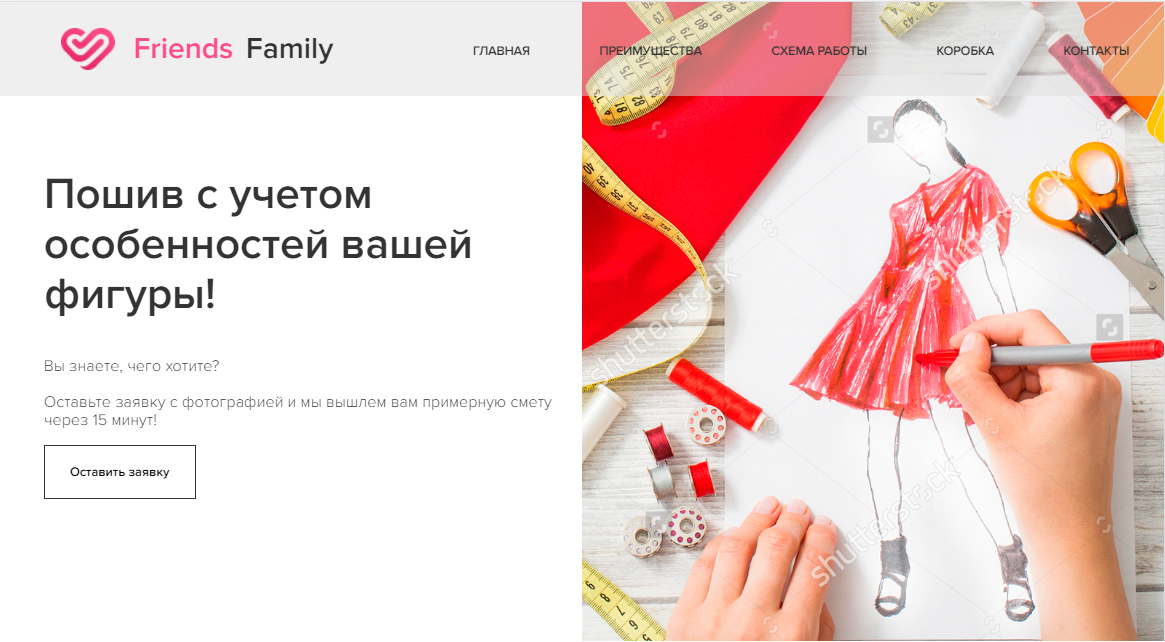 Friends Family
ГЛАВНАЯ
ПРЕИМУЩЕСТВА
СХЕМА РАБОТЫ
КОРОБКА
КОНТАКТЫ
Пошив с учетом
особенностей вашей
фигуры!
Вы знаете, чего хотите?
Оставьте заявку с фотографией и мы вышлем вам примерную смету
через 15 минут!
Оставить заявку
shutterstock
shutterstock
shutterstock